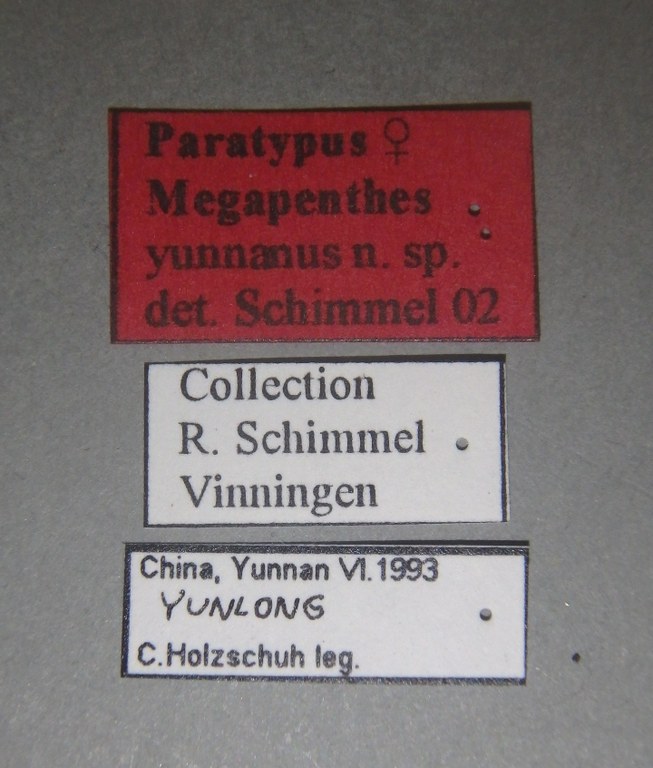 Paratypus ♀
Megapenthes
yunnanus n. sp.
det. Schimmel 02
Collection
R. Schimmel
Vinningen
China, Yunnan VI.1993
YUNLONG
C.Holzschuh leg.